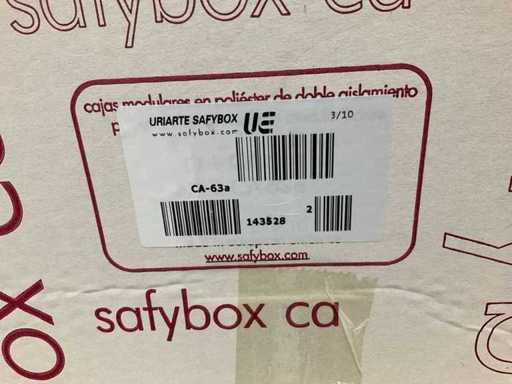 safybox ca
cajas modulares en poliéster de doble aislamiento
URIARTE SAFYBOX UE 3/10
www.safybox.com
CA-63a
143528 2
www.safybox.com
safybox ca